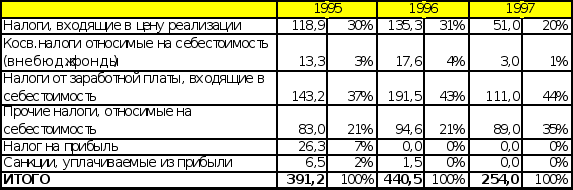 1995 1996 1997
Налоги, входящие в цену реализации 118,9 30% 135,3 31% 51,0 20%
Косв.налоги относимые на себестоимость
(внебюдж.фонды) 13,3 3% 17,6 4% 3,0 1%
Налоги от заработной платы, входящие в
себестоимость 143,2 37% 191,5 43% 111,0 44%
Прочие налоги, относимые на
себестоимость 83,0 21% 94,6 21% 89,0 35%
Налог на прибыль 26,3 7% 0,0 0% 0,0 0%
Санкции, уплачиваемые из прибыли 6,5 2% 1,5 0% 0,0 0%
ИТОГО 391,2 100% 440,5 100% 254,0 100%